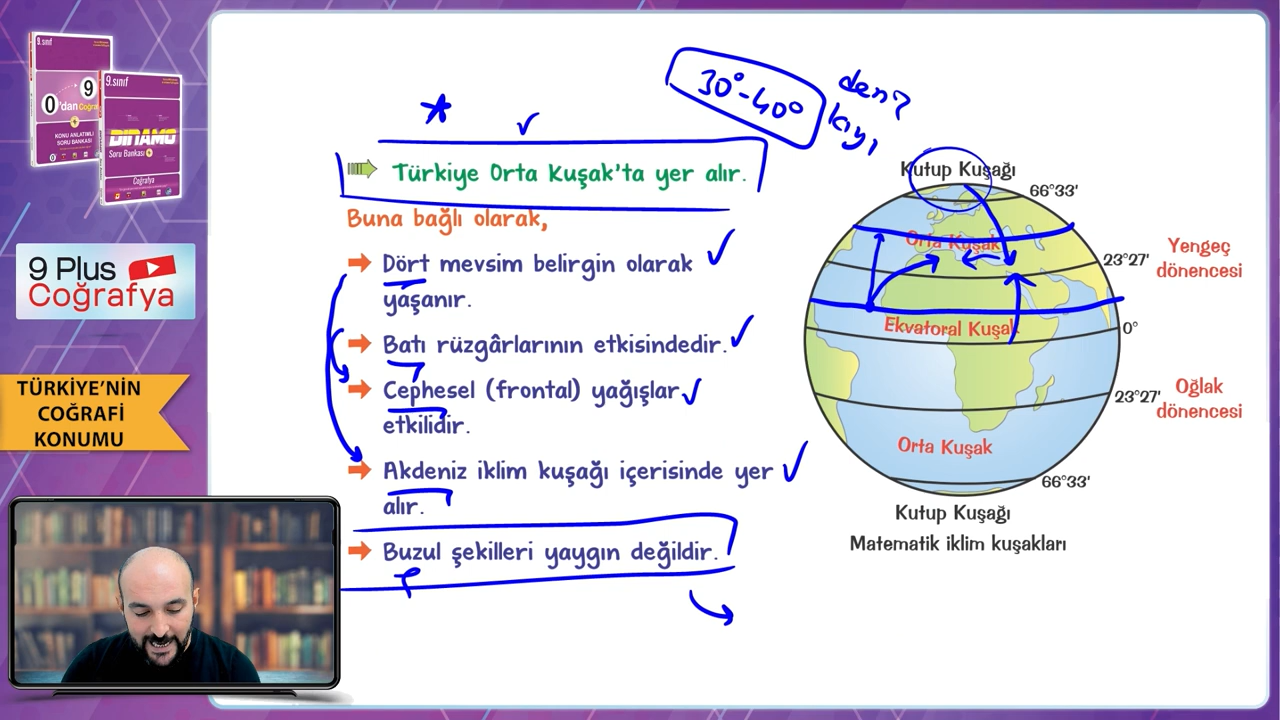 9.sınıf
0'dan 9
Coğrafya
KONU ANLATIMLI
SORU BANKASI
9.sınıf
DİNAMO
Soru Bankası
Coğrafya
9 Plus
Coğrafya
TÜRKİYE'NİN
COĞRAFİ
KONUMU
30°-40°
kıyı
Türkiye Orta Kuşak'ta yer alır.
Buna bağlı olarak,
Dört mevsim belirgin olarak
yaşanır.
Batı rüzgârlarının etkisindedir.
Cephesel (frontal) yağışlar
etkilidir.
Akdeniz iklim kuşağı içerisinde yer
alır.
Buzul şekilleri yaygın değildir.
Kutup Kuşağı
66°33'
Orta Kuşak
23°27'
Yengeç
dönencesi
Ekvatoral Kuşak
0°
23°27'
Oğlak
dönencesi
Orta Kuşak
66°33'
Kutup Kuşağı
Matematik iklim kuşakları